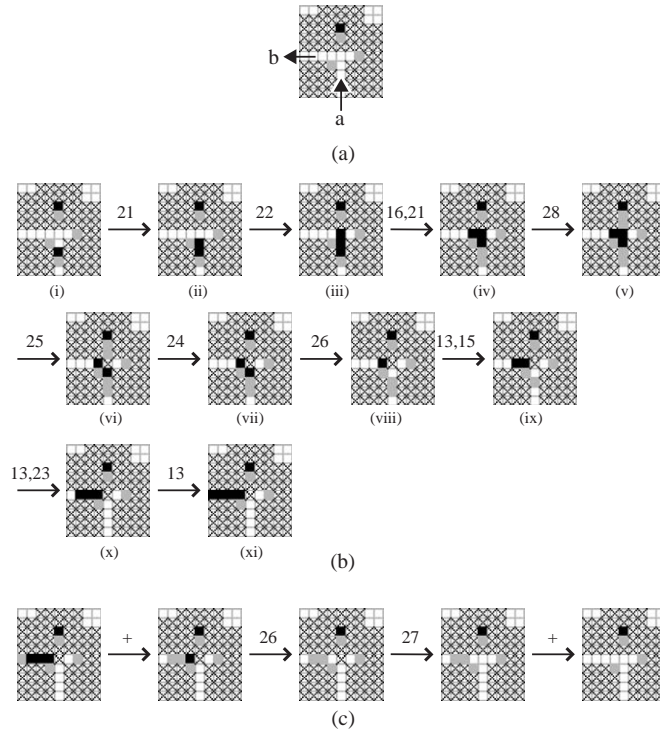 b
a
(a)
21 22 16,21 28
(i) (ii) (iii) (iv) (v)
25 24 26 13,15
(vi) (vii) (viii) (ix)
13,23 13
(x) (xi)
(b)
+ 26 27 +
(c)